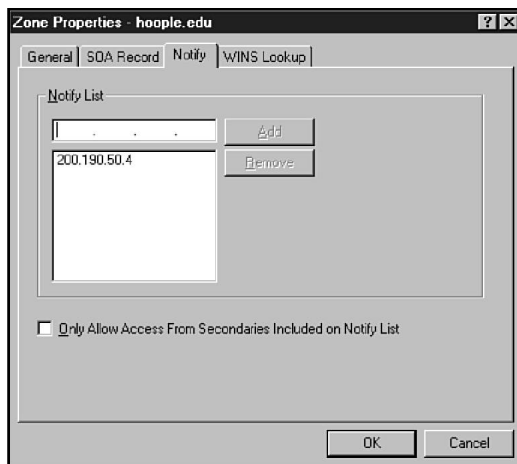 Zone Properties - hoople.edu
General SOA Record Notify WINS Lookup
Notify List
Add
200.190.50.4
Remove
Only Allow Access From Secondaries Included on Notify List
OK Cancel